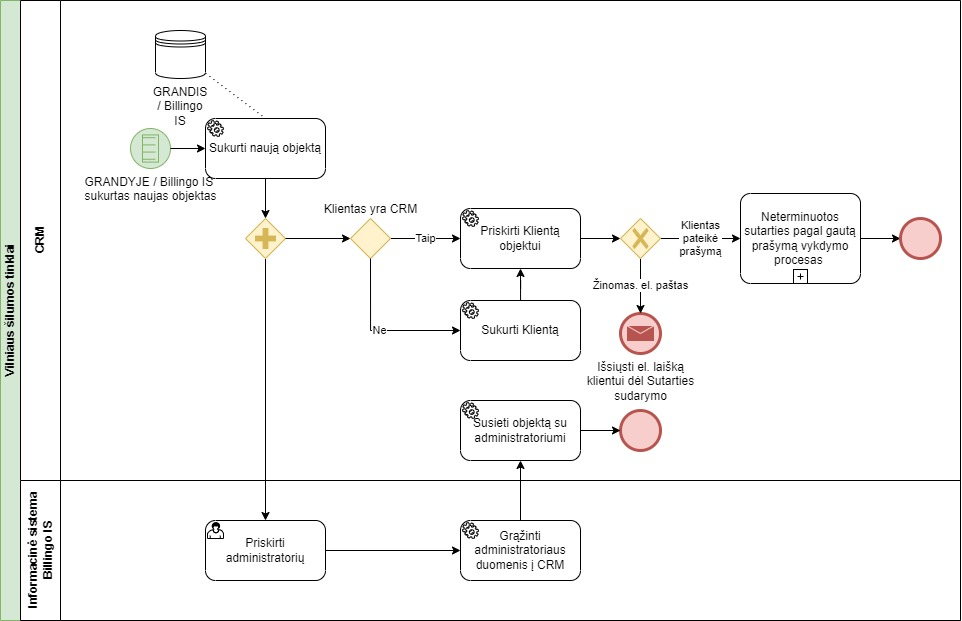 Vilniaus šilumos tinklai
CRM
GRANDIS
/ Billingo
IS
GRANDYJE / Billingo IS
sukurtas naujas objektas
Sukurti naują objektą
Klientas yra CRM
Taip
Ne
Priskirti Klientą
objektui
Sukurti Klientą
Klientas
pateikė
prašymą
Neterminuotos
sutarties pagal gautą
prašymą vykdymo
procesas
Žinomas. el. paštas
Išsiųsti el. laišką
klientui dėl Sutarties
sudarymo
Susieti objektą su
administratoriumi
Informacinė sistema
Billingo IS
Priskirti
administratorių
Grąžinti
administratoriaus
duomenis į CRM